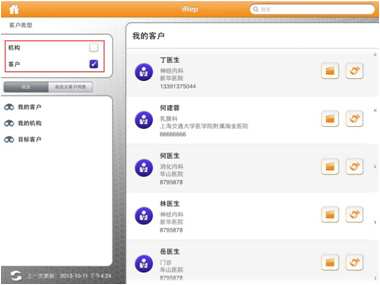 iRep
搜索
客户类型
机构
客户
我的客户
我的机构
目标客户
上一次更新：2013-10-11 下午4:24
我的客户
丁医生
神经内科
新华医院
13391375044
何建蓉
乳腺科
上海交通大学医学院附属瑞金医院
66666666
何医生
消化内科
华山医院
8795878
林医生
神经内科
新华医院
8795878
岳医生
门诊
华山医院
8795878